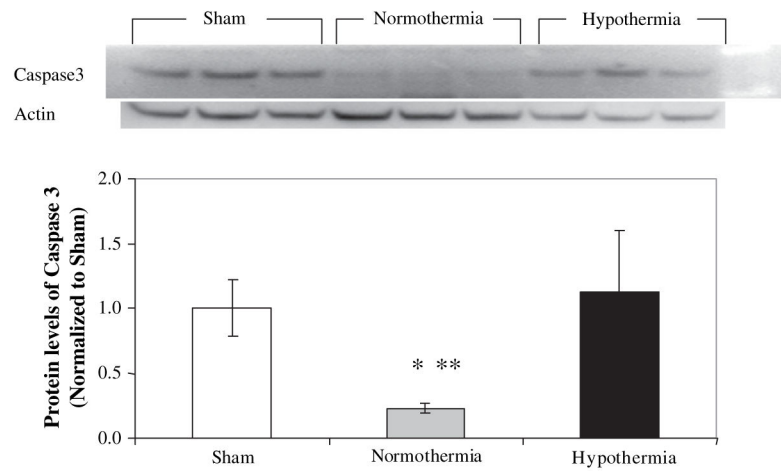 Sham Normothermia Hypothermia
Caspase3
Actin
Protein levels of Caspase 3
(Normalized to Sham)
2.0
1.5
1.0
0.5
0.0
* **
Sham Normothermia Hypothermia